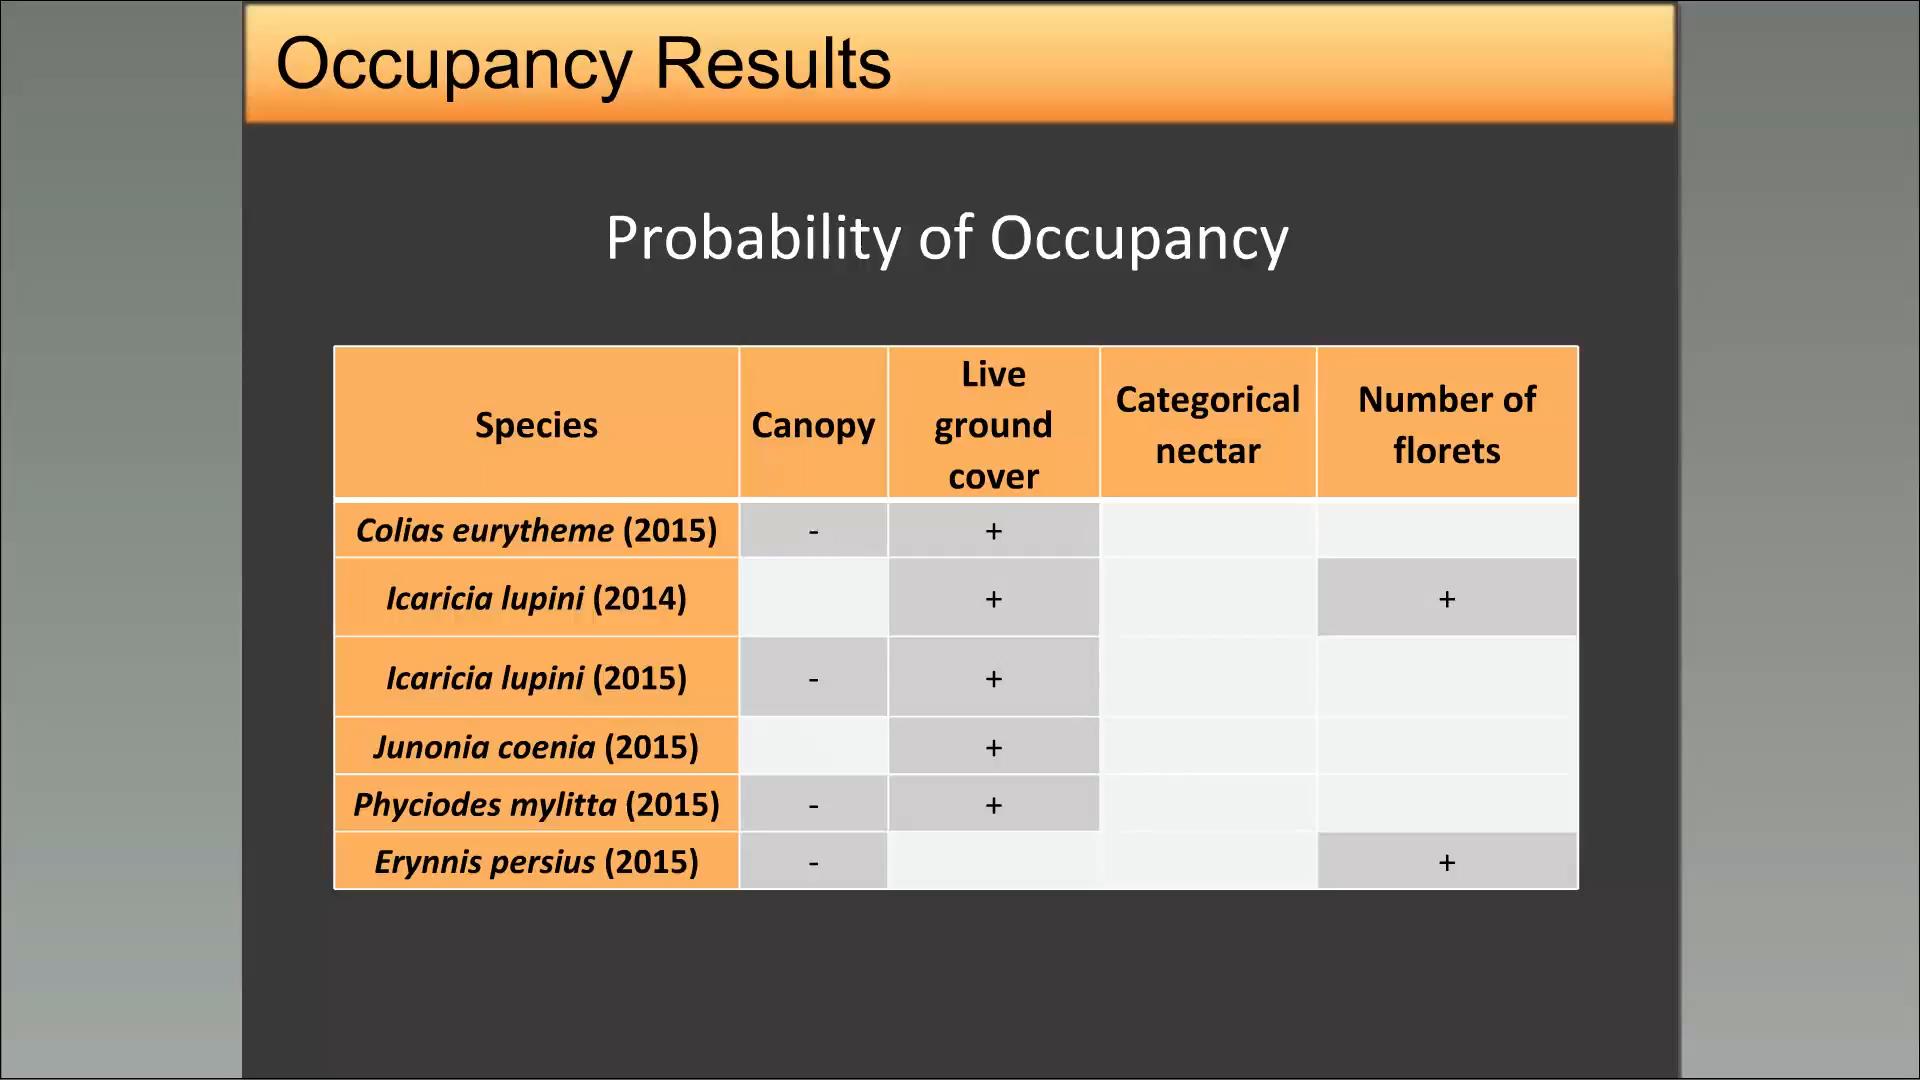 Occupancy Results
Probability of Occupancy
Species Canopy Live ground cover Categorical nectar Number of florets
Colias eurytheme (2015) - +
Icaricia lupini (2014) + +
Icaricia lupini (2015) - +
Junonia coenia (2015) +
Phyciodes mylitta (2015) - +
Erynnis persius (2015) - +